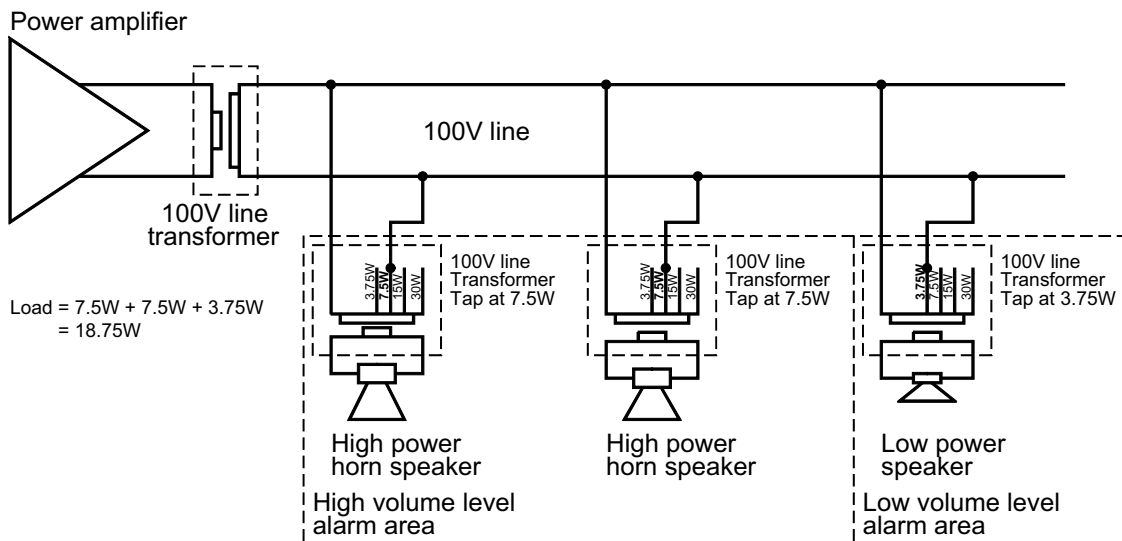 Power amplifier
100V line
100V line
transformer
3.75W
7.5W
15W
30W
100V line
Transformer
Tap at 7.5W
3.75W
7.5W
15W
30W
100V line
Transformer
Tap at 7.5W
3.75W
7.5W
15W
30W
100V line
Transformer
Tap at 3.75W
Load = 7.5W + 7.5W + 3.75W
= 18.75W
High power
horn speaker
High power
horn speaker
Low power
speaker
High volume level
alarm area
Low volume level
alarm area